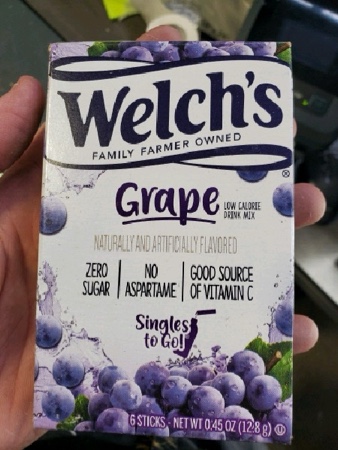 Welch's
®
FAMILY FARMER OWNED
Grape LOW CALORIE
DRINK MIX
NATURALLY AND ARTIFICIALLY FLAVORED
ZERO
SUGAR
NO
ASPARTAME
GOOD SOURCE
OF VITAMIN C
Singles
to Go!
6 STICKS - NET WT 0.45 OZ (12.8 g) U